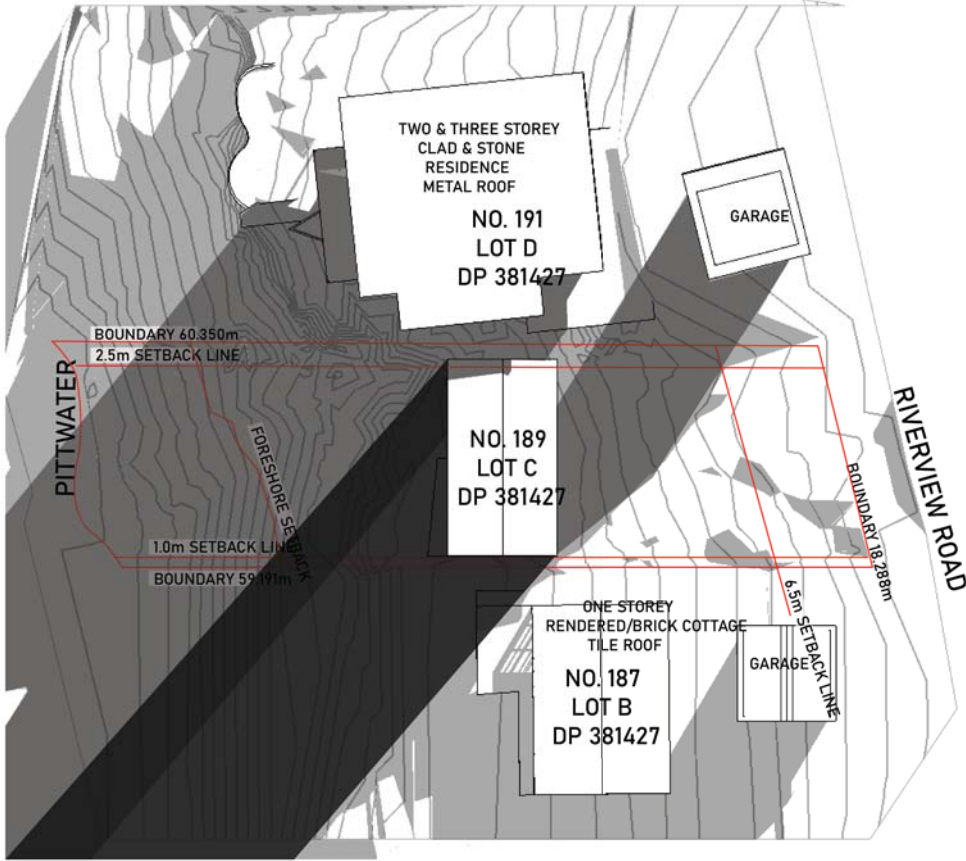 TWO & THREE STOREY
CLAD & STONE
RESIDENCE
METAL ROOF
NO. 191
LOT D
DP 381427
GARAGE
BOUNDARY 60.350m
2.5m SETBACK LINE
PITTWATER
FORESHORE SETBACK
NO. 189
LOT C
DP 381427
RIVERVIEW ROAD
BOUNDARY 18.288m
1.0m SETBACK LINE
BOUNDARY 59.191m
6.5m SETBACK LINE
ONE STOREY
RENDERED/BRICK COTTAGE
TILE ROOF
NO. 187
LOT B
DP 381427
GARAGE